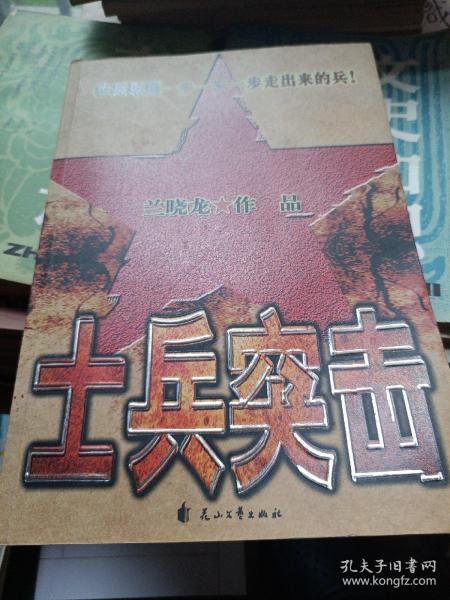 步走出来的兵！
兰晓龙★作 品
士兵突击
花山文艺出版社
ZH
孔夫子旧书网
www.kongfz.com